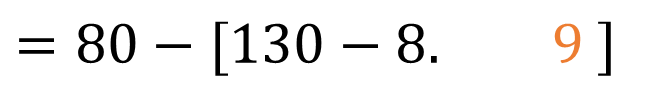 = 80 − [130 − 8. 9 ]